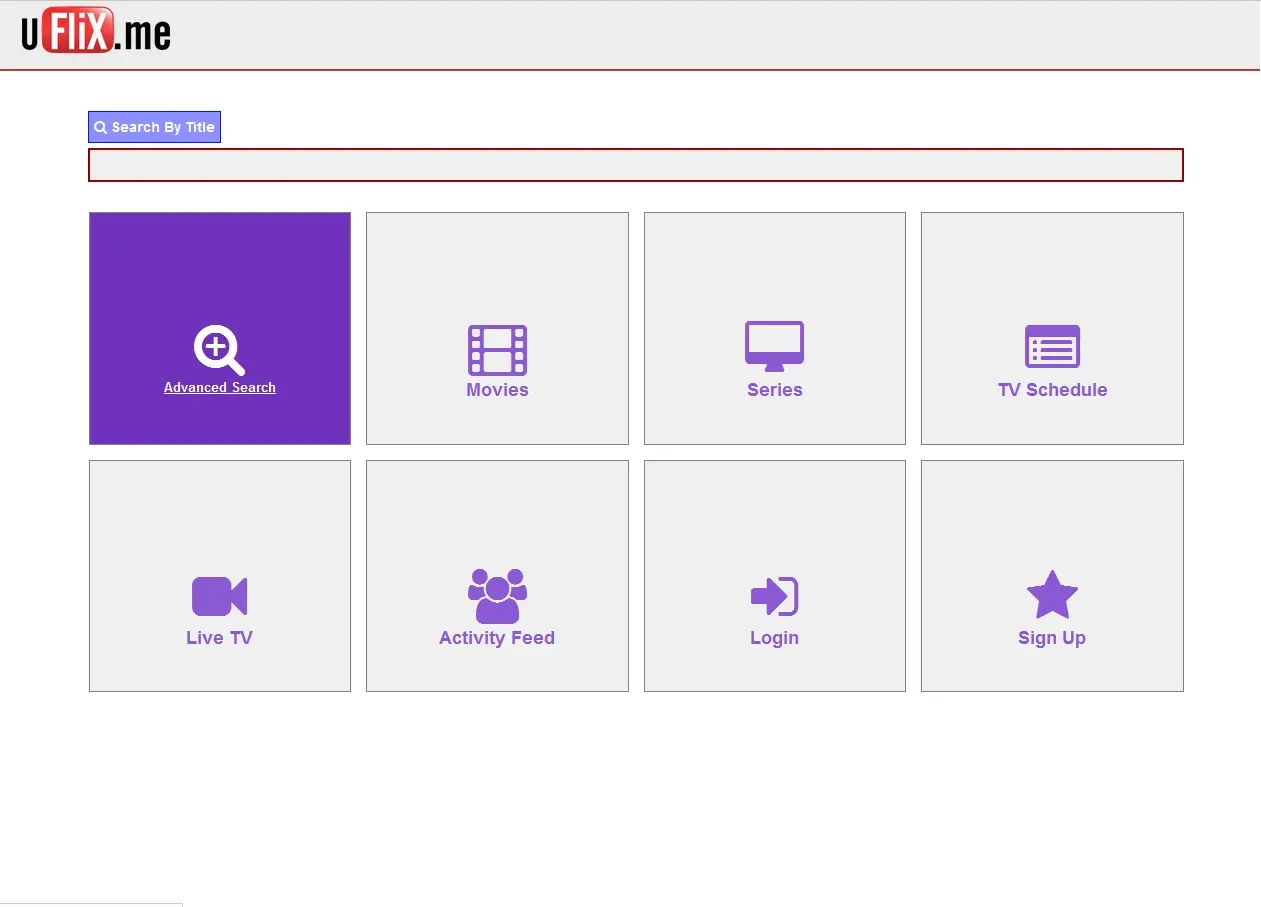 uFliX.me
Search By Title
Advanced Search
Movies
Series
TV Schedule
Live TV
Activity Feed
Login
Sign Up